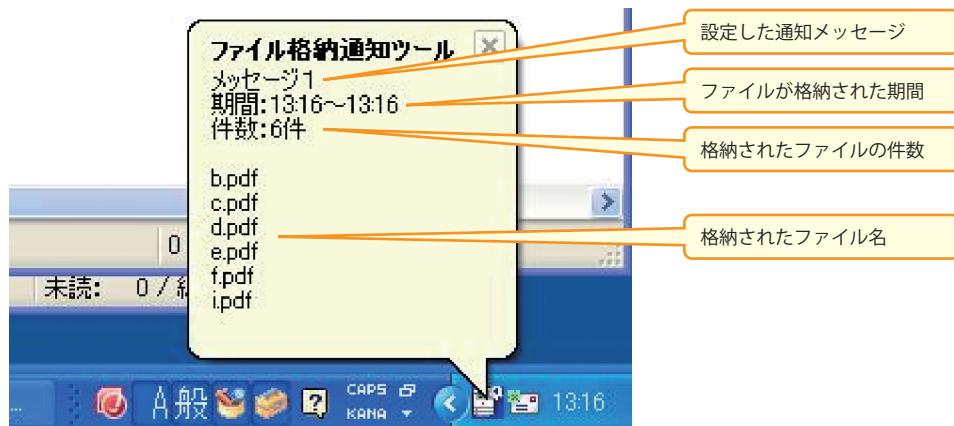 ファイル格納通知ツール
メッセージ1
期間:13:16～13:16
件数:6件
b.pdf
c.pdf
d.pdf
e.pdf
f.pdf
i.pdf
設定した通知メッセージ
ファイルが格納された期間
格納されたファイルの件数
格納されたファイル名
0
未読: 0 /
... A 般 CAPS KANA 13:16